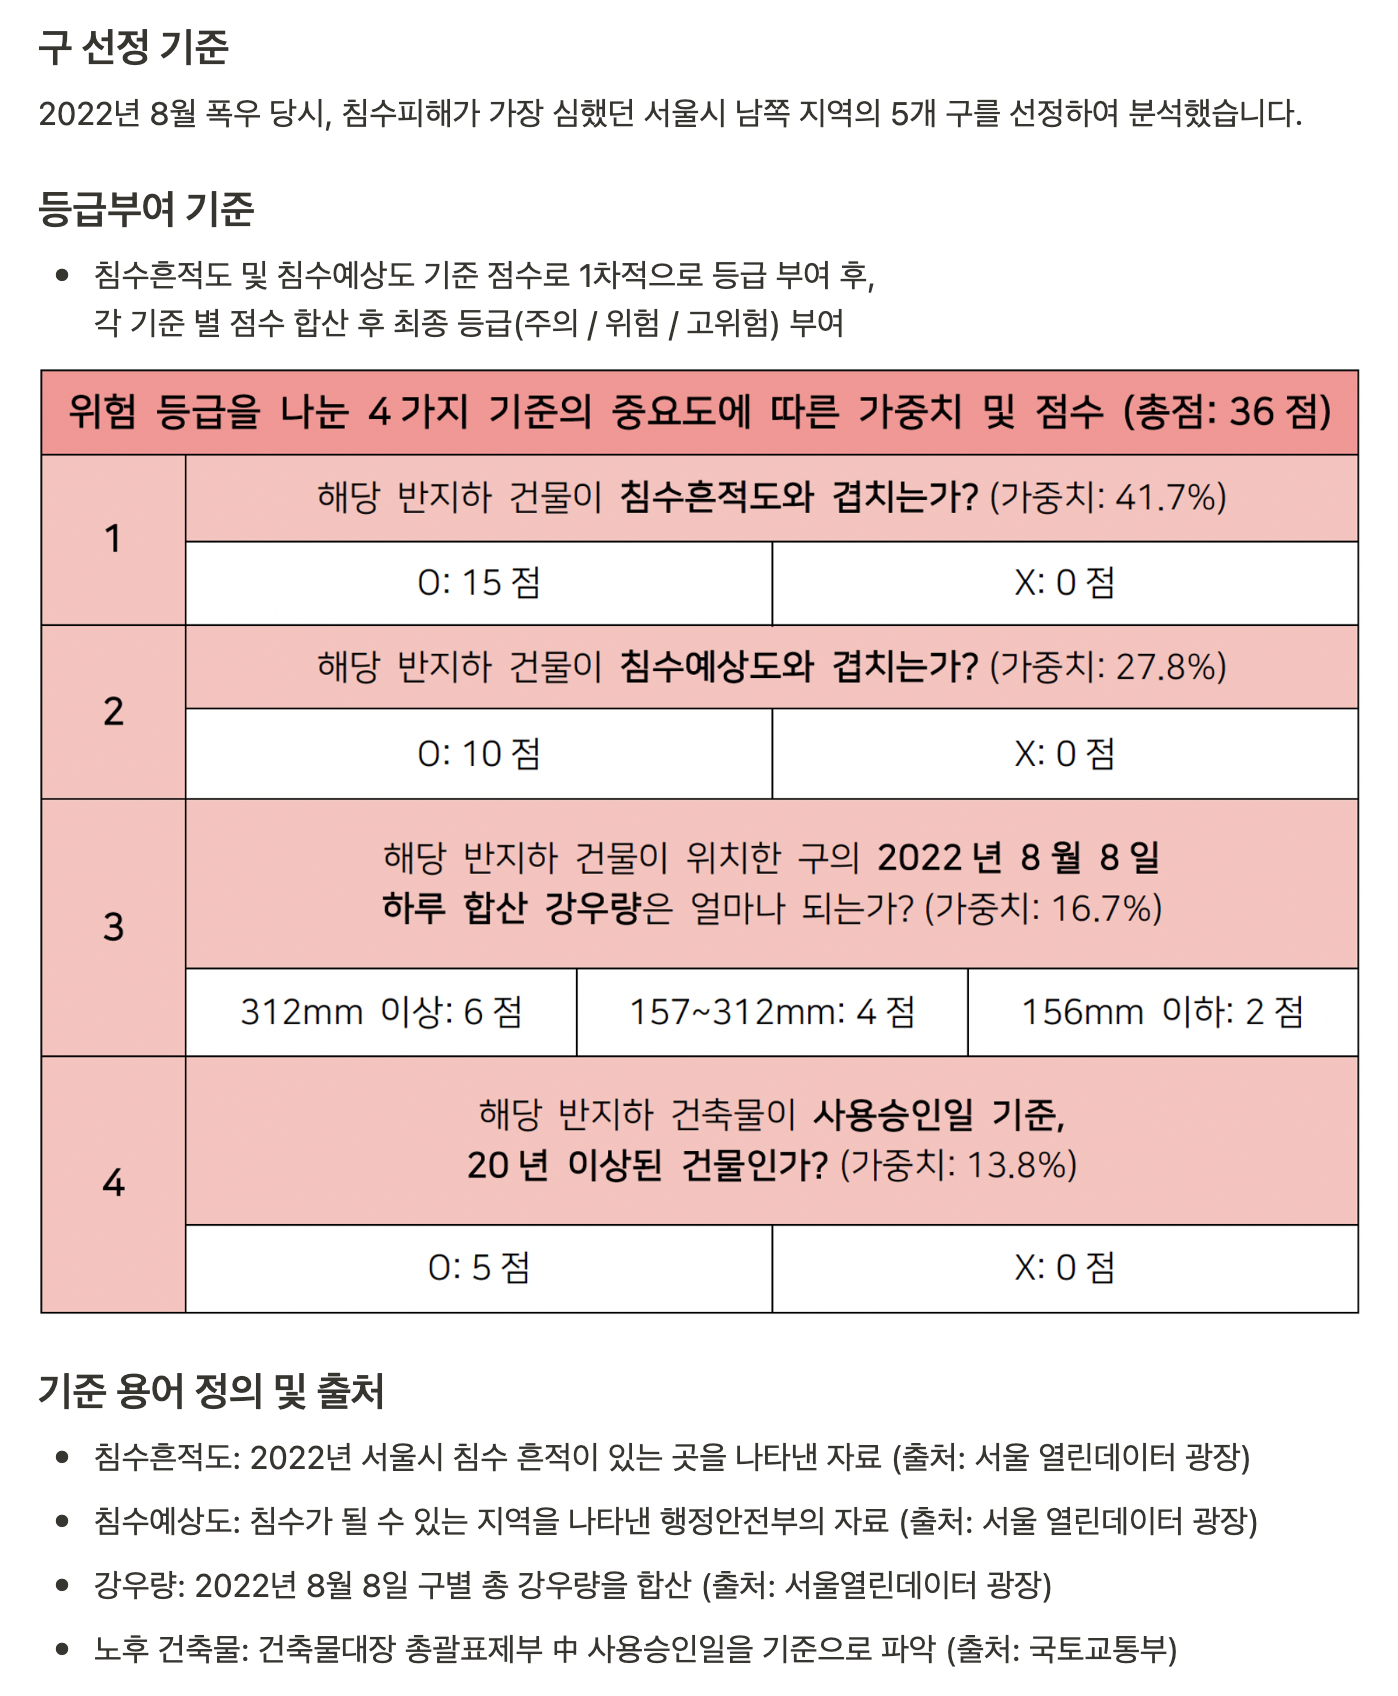 구 선정 기준
2022년 8월 폭우 당시, 침수피해가 가장 심했던 서울시 남쪽 지역의 5개 구를 선정하여 분석했습니다.
등급부여 기준
• 침수흔적도 및 침수예상도 기준 점수로 1차적으로 등급 부여 후,
각 기준 별 점수 합산 후 최종 등급(주의 / 위험 / 고위험) 부여
위험 등급을 나눈 4가지 기준의 중요도에 따른 가중치 및 점수 (총점: 36점)
1
해당 반지하 건물이 침수흔적도와 겹치는가? (가중치: 41.7%)
O: 15점
X: 0점
2
해당 반지하 건물이 침수예상도와 겹치는가? (가중치: 27.8%)
O: 10점
X: 0점
3
해당 반지하 건물이 위치한 구의 2022년 8월 8일
하루 합산 강우량은 얼마나 되는가? (가중치: 16.7%)
312mm 이상: 6점
157~312mm: 4점
156mm 이하: 2점
4
해당 반지하 건축물이 사용승인일 기준,
20년 이상된 건물인가? (가중치: 13.8%)
O: 5점
X: 0점
기준 용어 정의 및 출처
• 침수흔적도: 2022년 서울시 침수 흔적이 있는 곳을 나타낸 자료 (출처: 서울 열린데이터 광장)
• 침수예상도: 침수가 될 수 있는 지역을 나타낸 행정안전부의 자료 (출처: 서울 열린데이터 광장)
• 강우량: 2022년 8월 8일 구별 총 강우량을 합산 (출처: 서울열린데이터 광장)
• 노후 건축물: 건축물대장 총괄표제부 中 사용승인일을 기준으로 파악 (출처: 국토교통부)